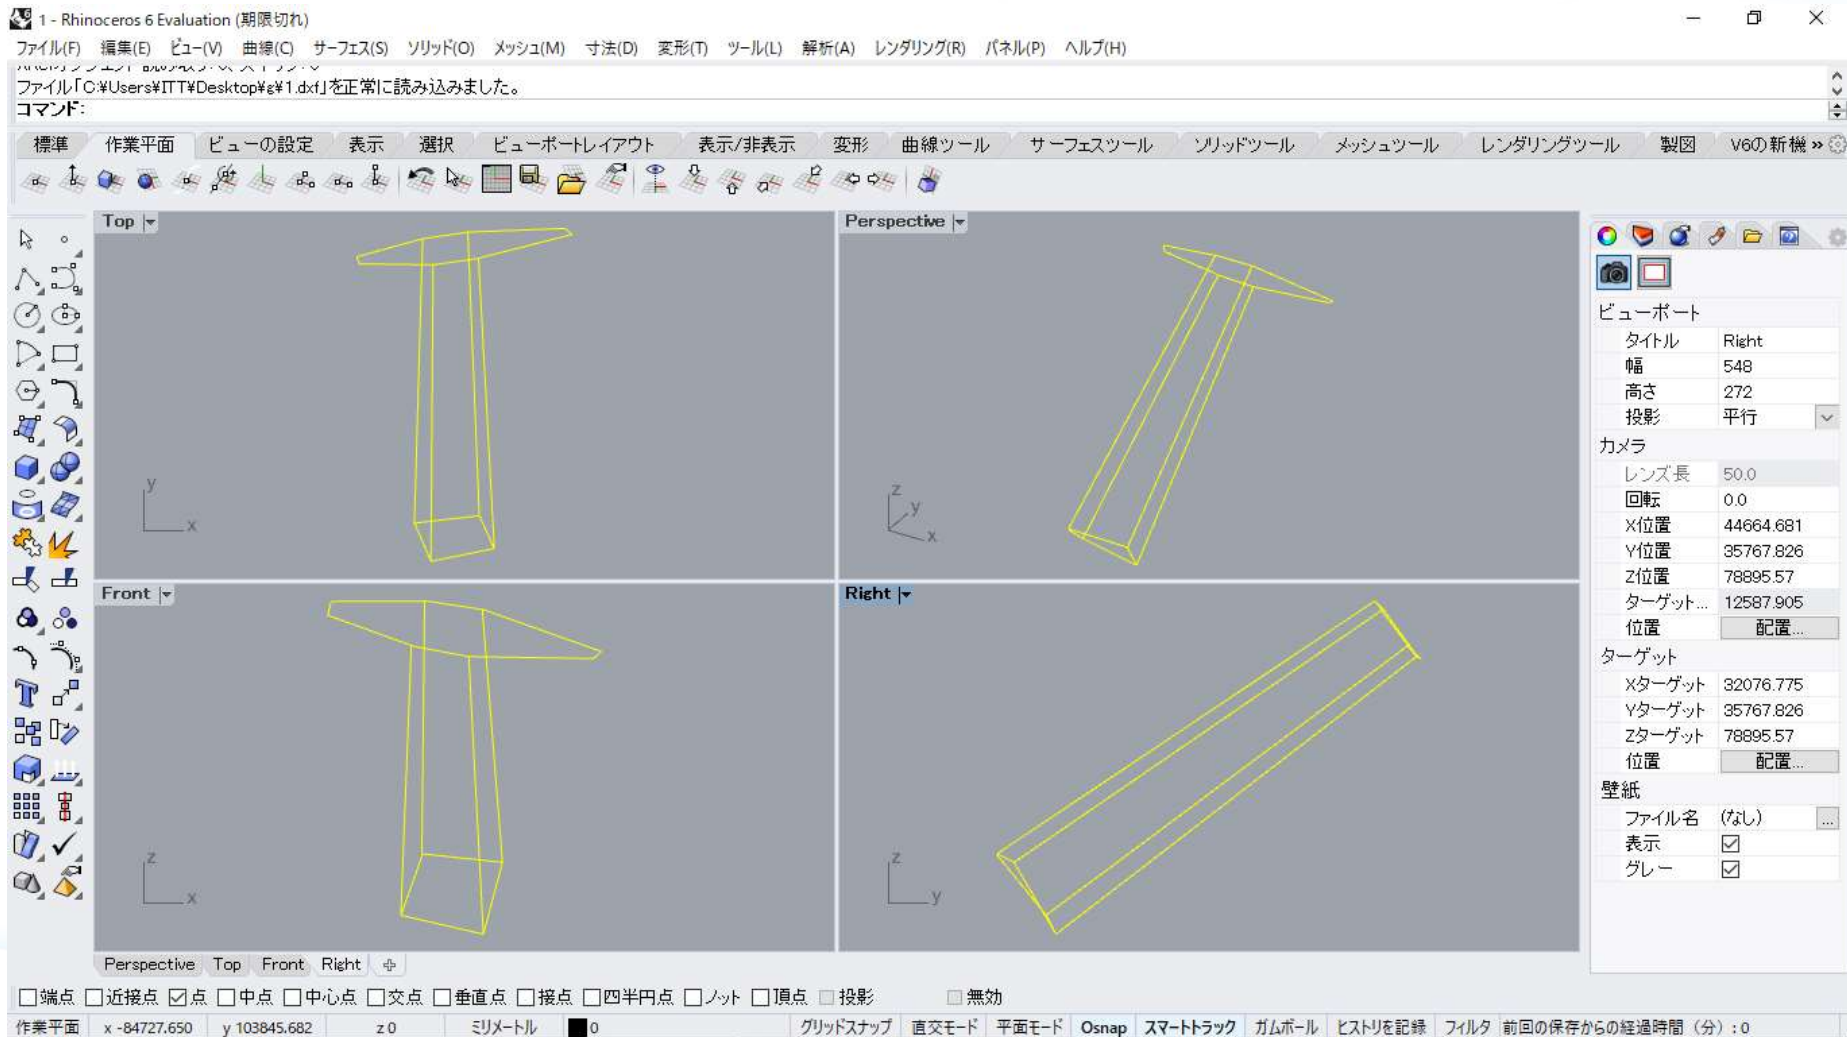 1 - Rhinoceros 6 Evaluation (期限切れ)
ファイル(F) 編集(E) ビュー(V) 曲線(C) サーフェス(S) ソリッド(O) メッシュ(M) 寸法(D) 変形(T) ツール(L) 解析(A) レンダリング(R) パネル(P) ヘルプ(H)
ファイル「C:¥Users¥ITT¥Desktop¥g¥1.dxf」を正常に読み込みました。
コマンド:
標準 作業平面 ビューの設定 表示 選択 ビューポートレイアウト 表示/非表示 変形 曲線ツール サーフェスツール ソリッドツール メッシュツール レンダリングツール 製図 V6の新機 »
Top
y
x
Perspective
z
y
x
Front
z
x
Right
z
y
ビューポート
タイトル Right
幅 548
高さ 272
投影 平行
カメラ
レンズ長 50.0
回転 0.0
X位置 44664.681
Y位置 35767.826
Z位置 78895.57
ターゲット... 12587.905
位置 配置...
ターゲット
Xターゲット 32076.775
Yターゲット 35767.826
Zターゲット 78895.57
位置 配置...
壁紙
ファイル名 (なし) ...
表示
グレー
Perspective Top Front Right
端点 近接点 点 中点 中心点 交点 垂直点 接点 四半円点 ノット 頂点 投影 無効
作業平面 x -84727.650 y 103845.682 z 0 ミリメートル 0 グリッドスナップ 直交モード 平面モード Osnap スマートトラック ガムボール ヒストリを記録 フィルタ 前回の保存からの経過時間（分）: 0